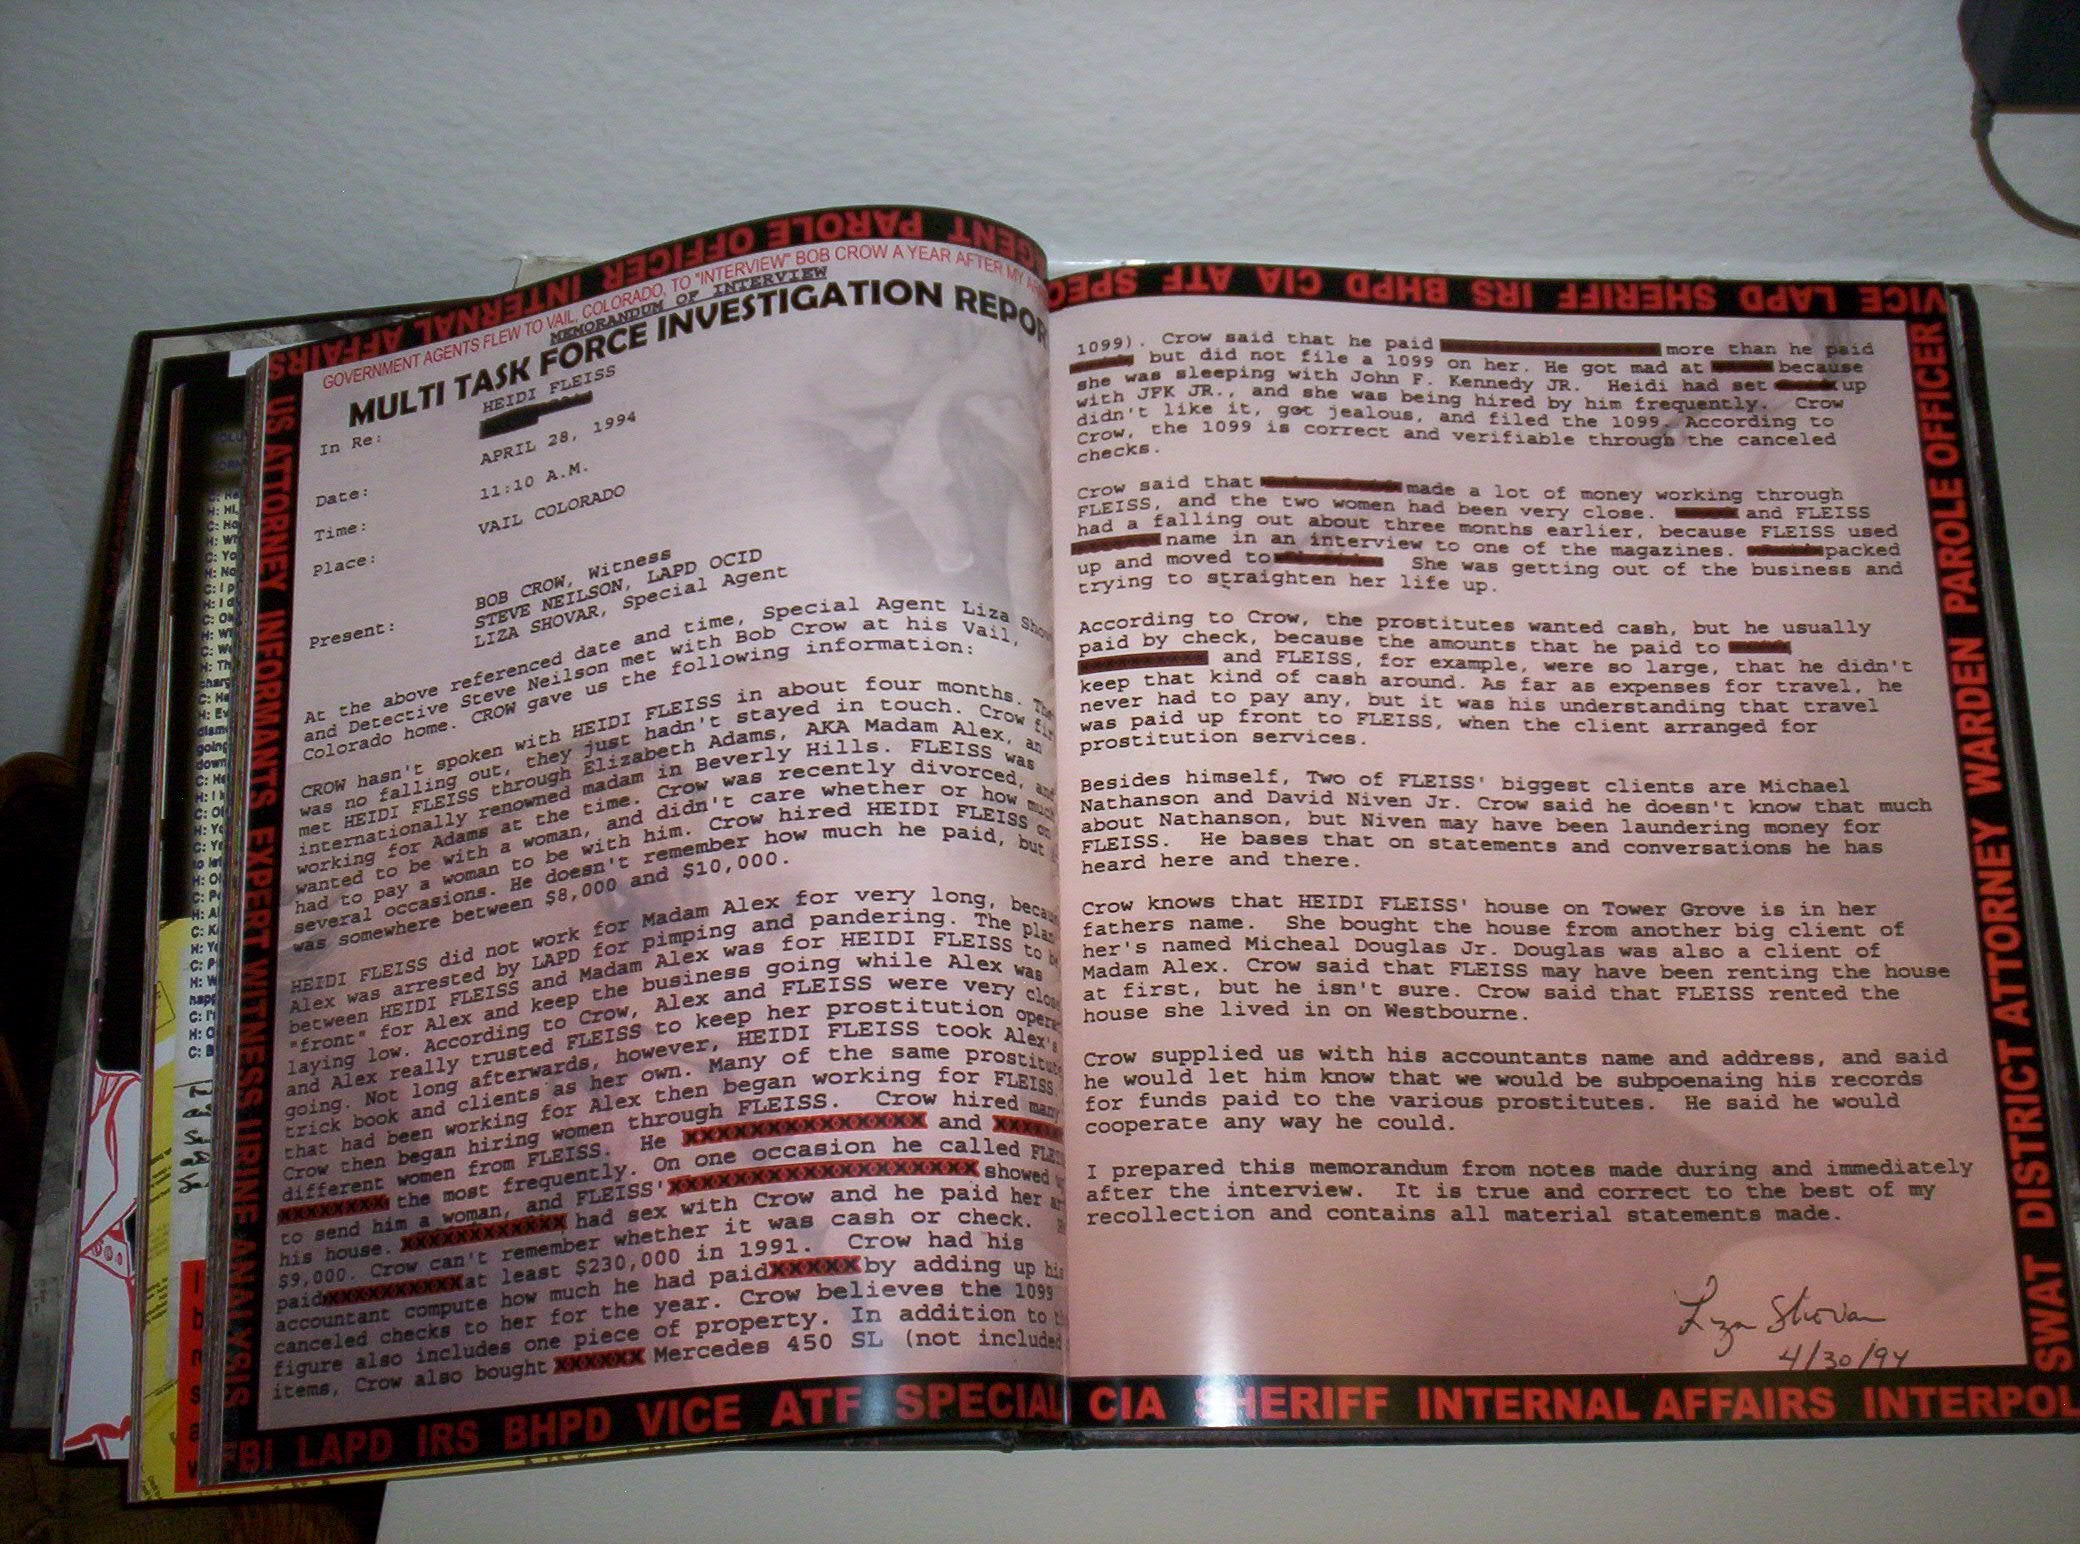 US ATTORNEY INFORMANTS EXPERT WITNESS URINE ANALYSIS
AGENT PAROLE OFFICER INTERNAL AFFAIRS
GOVERNMENT AGENTS FLEW TO VAIL, COLORADO, TO "INTERVIEW" BOB CROW A YEAR AFTER MY
MEMORANDUM OF INTERVIEW
MULTI TASK FORCE INVESTIGATION REPOR
In Re: HEIDI FLEISS
Date: APRIL 28, 1994
Time: 11:10 A.M.
Place: VAIL COLORADO
Present: BOB CROW, Witness
STEVE NEILSON, LAPD OCID
LIZA SHOVAR, Special Agent
At the above referenced date and time, Special Agent Liza Shov
and Detective Steve Neilson met with Bob Crow at his Vail,
Colorado home. CROW gave us the following information:
CROW hasn't spoken with HEIDI FLEISS in about four months. The
was no falling out, they just hadn't stayed in touch. Crow fir
met HEIDI FLEISS through Elizabeth Adams, AKA Madam Alex, an
internationally renowned madam in Beverly Hills. FLEISS was
working for Adams at the time. Crow was recently divorced, and
wanted to be with a woman, and didn't care whether or how much
had to pay a woman to be with him. Crow hired HEIDI FLEISS on
several occasions. He doesn't remember how much he paid, but
was somewhere between $8,000 and $10,000.
HEIDI FLEISS did not work for Madam Alex for very long, becau
Alex was arrested by LAPD for pimping and pandering. The plan
between HEIDI FLEISS and Madam Alex was for HEIDI FLEISS to be
"front" for Alex and keep the business going while Alex was
laying low. According to Crow, Alex and FLEISS were very clos
and Alex really trusted FLEISS to keep her prostitution opera
going. Not long afterwards, however, HEIDI FLEISS took Alex's
trick book and clients as her own. Many of the same prostitut
that had been working for Alex then began working for FLEISS.
Crow then began hiring women through FLEISS. Crow hired many
different women from FLEISS. He and
the most frequently. On one occasion he called FLEI
to send him a woman, and FLEISS' showed u
his house. had sex with Crow and he paid her
$9,000. Crow can't remember whether it was cash or check.
paid at least $230,000 in 1991. Crow had his
accountant compute how much he had paid by adding up his
canceled checks to her for the year. Crow believes the 1099
figure also includes one piece of property. In addition to
items, Crow also bought Mercedes 450 SL (not included
BI LAPD IRS BHPD VICE ATF SPECIAL
VICE LAPD SHERIFF IRS BHPD CIA ATF SPEC
1099). Crow said that he paid more than he paid
but did not file a 1099 on her. He got mad at because
she was sleeping with John F. Kennedy JR. Heidi had set up
with JFK JR., and she was being hired by him frequently. Crow
didn't like it, got jealous, and filed the 1099. According to
Crow, the 1099 is correct and verifiable through the canceled
checks.
Crow said that made a lot of money working through
FLEISS, and the two women had been very close. and FLEISS
had a falling out about three months earlier, because FLEISS used
name in an interview to one of the magazines. packed
up and moved to She was getting out of the business and
trying to straighten her life up.
According to Crow, the prostitutes wanted cash, but he usually
paid by check, because the amounts that he paid to
and FLEISS, for example, were so large, that he didn't
keep that kind of cash around. As far as expenses for travel, he
never had to pay any, but it was his understanding that travel
was paid up front to FLEISS, when the client arranged for
prostitution services.
Besides himself, Two of FLEISS' biggest clients are Michael
Nathanson and David Niven Jr. Crow said he doesn't know that much
about Nathanson, but Niven may have been laundering money for
FLEISS. He bases that on statements and conversations he has
heard here and there.
Crow knows that HEIDI FLEISS' house on Tower Grove is in her
fathers name. She bought the house from another big client of
her's named Micheal Douglas Jr. Douglas was also a client of
Madam Alex. Crow said that FLEISS may have been renting the house
at first, but he isn't sure. Crow said that FLEISS rented the
house she lived in on Westbourne.
Crow supplied us with his accountants name and address, and said
he would let him know that we would be subpoenaing his records
for funds paid to the various prostitutes. He said he would
cooperate any way he could.
I prepared this memorandum from notes made during and immediately
after the interview. It is true and correct to the best of my
recollection and contains all material statements made.
Liza Shovar
4/30/94
CIA SHERIFF INTERNAL AFFAIRS INTERPOL
SWAT DISTRICT ATTORNEY WARDEN PAROLE OFFICER